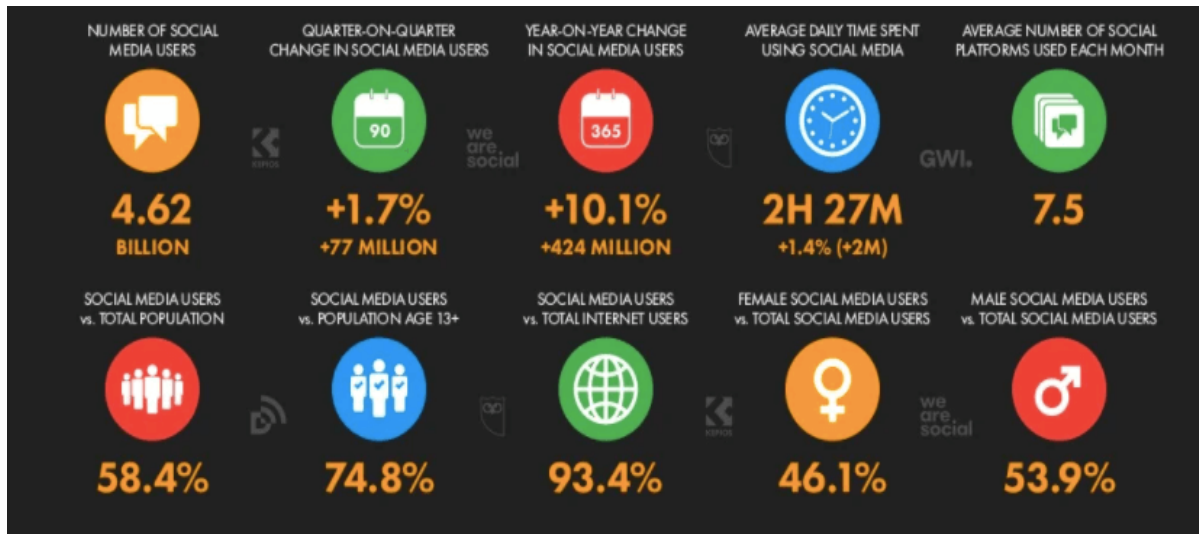 NUMBER OF SOCIAL
MEDIA USERS
QUARTER-ON-QUARTER
CHANGE IN SOCIAL MEDIA USERS
YEAR-ON-YEAR CHANGE
IN SOCIAL MEDIA USERS
AVERAGE DAILY TIME SPENT
USING SOCIAL MEDIA
AVERAGE NUMBER OF SOCIAL
PLATFORMS USED EACH MONTH
90
365
KEPIOS
we
are.
social
GWI.
4.62
BILLION
+1.7%
+77 MILLION
+10.1%
+424 MILLION
2H 27M
+1.4% (+2M)
7.5
SOCIAL MEDIA USERS
vs. TOTAL POPULATION
SOCIAL MEDIA USERS
vs. POPULATION AGE 13+
SOCIAL MEDIA USERS
vs. TOTAL INTERNET USERS
FEMALE SOCIAL MEDIA USERS
vs. TOTAL SOCIAL MEDIA USERS
MALE SOCIAL MEDIA USERS
vs. TOTAL SOCIAL MEDIA USERS
KEPIOS
we
are.
social
58.4%
74.8%
93.4%
46.1%
53.9%